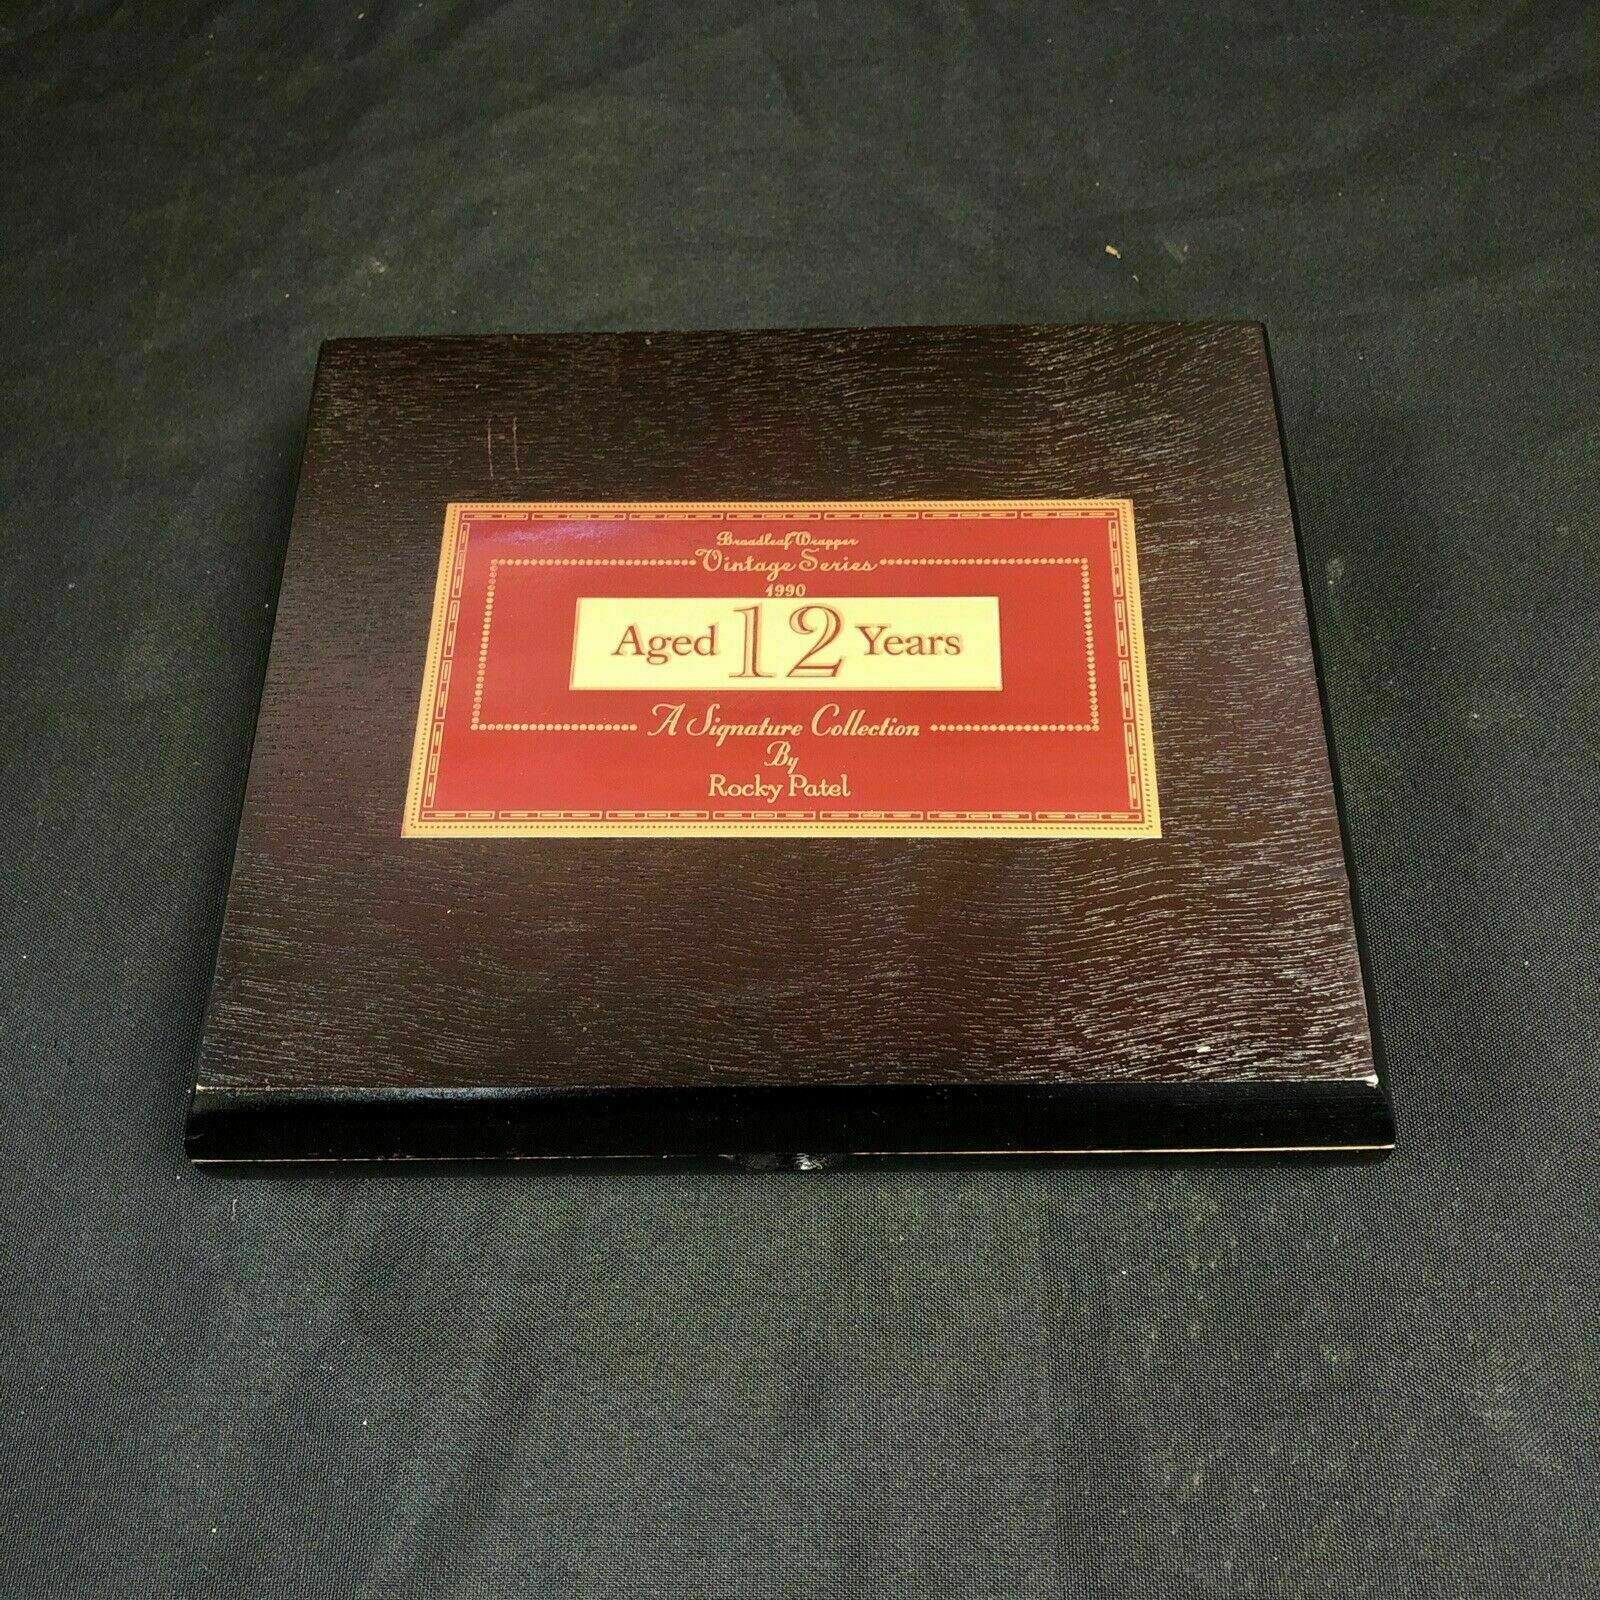 Broadleaf Wrapper
Vintage Series
1990
Aged 12 Years
A Signature Collection
By
Rocky Patel